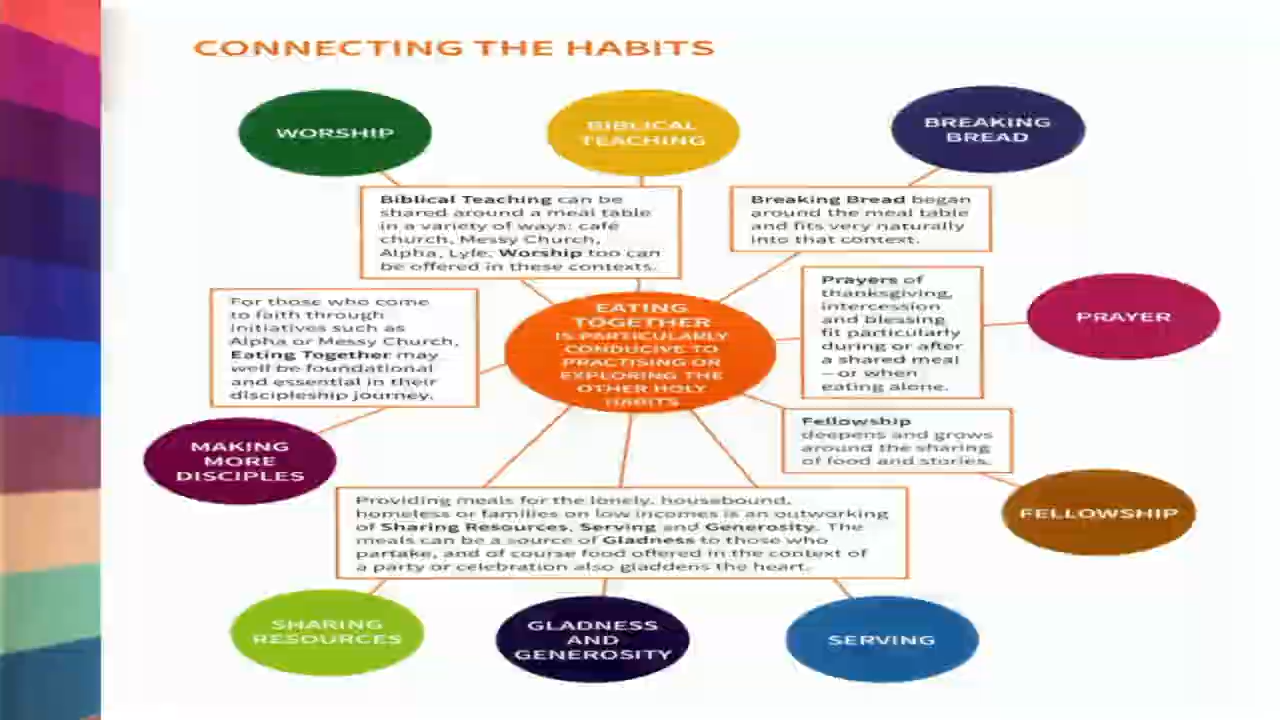 CONNECTING THE HABITS
WORSHIP
BIBLICAL
TEACHING
BREAKING
BREAD
Biblical Teaching can be
shared around a meal table
in a variety of ways: café
church, Messy Church,
Alpha, Lyfe. Worship too can
be offered in these contexts.
Breaking Bread began
around the meal table
and fits very naturally
into that context.
For those who come
to faith through
initiatives such as
Alpha or Messy Church,
Eating Together may
well be foundational
and essential in their
discipleship journey.
EATING
TOGETHER
IS PARTICULARLY
CONDUCIVE TO
PRACTISING OR
EXPLORING THE
OTHER HOLY
HABITS
Prayers of
thanksgiving,
intercession
and blessing
fit particularly
during or after
a shared meal
– or when
eating alone.
PRAYER
Fellowship
deepens and grows
around the sharing
of food and stories.
MAKING
MORE
DISCIPLES
FELLOWSHIP
Providing meals for the lonely, housebound,
homeless or families on low incomes is an outworking
of Sharing Resources, Serving and Generosity. The
meals can be a source of Gladness to those who
partake, and of course food offered in the context of
a party or celebration also gladdens the heart.
SHARING
RESOURCES
GLADNESS
AND
GENEROSITY
SERVING